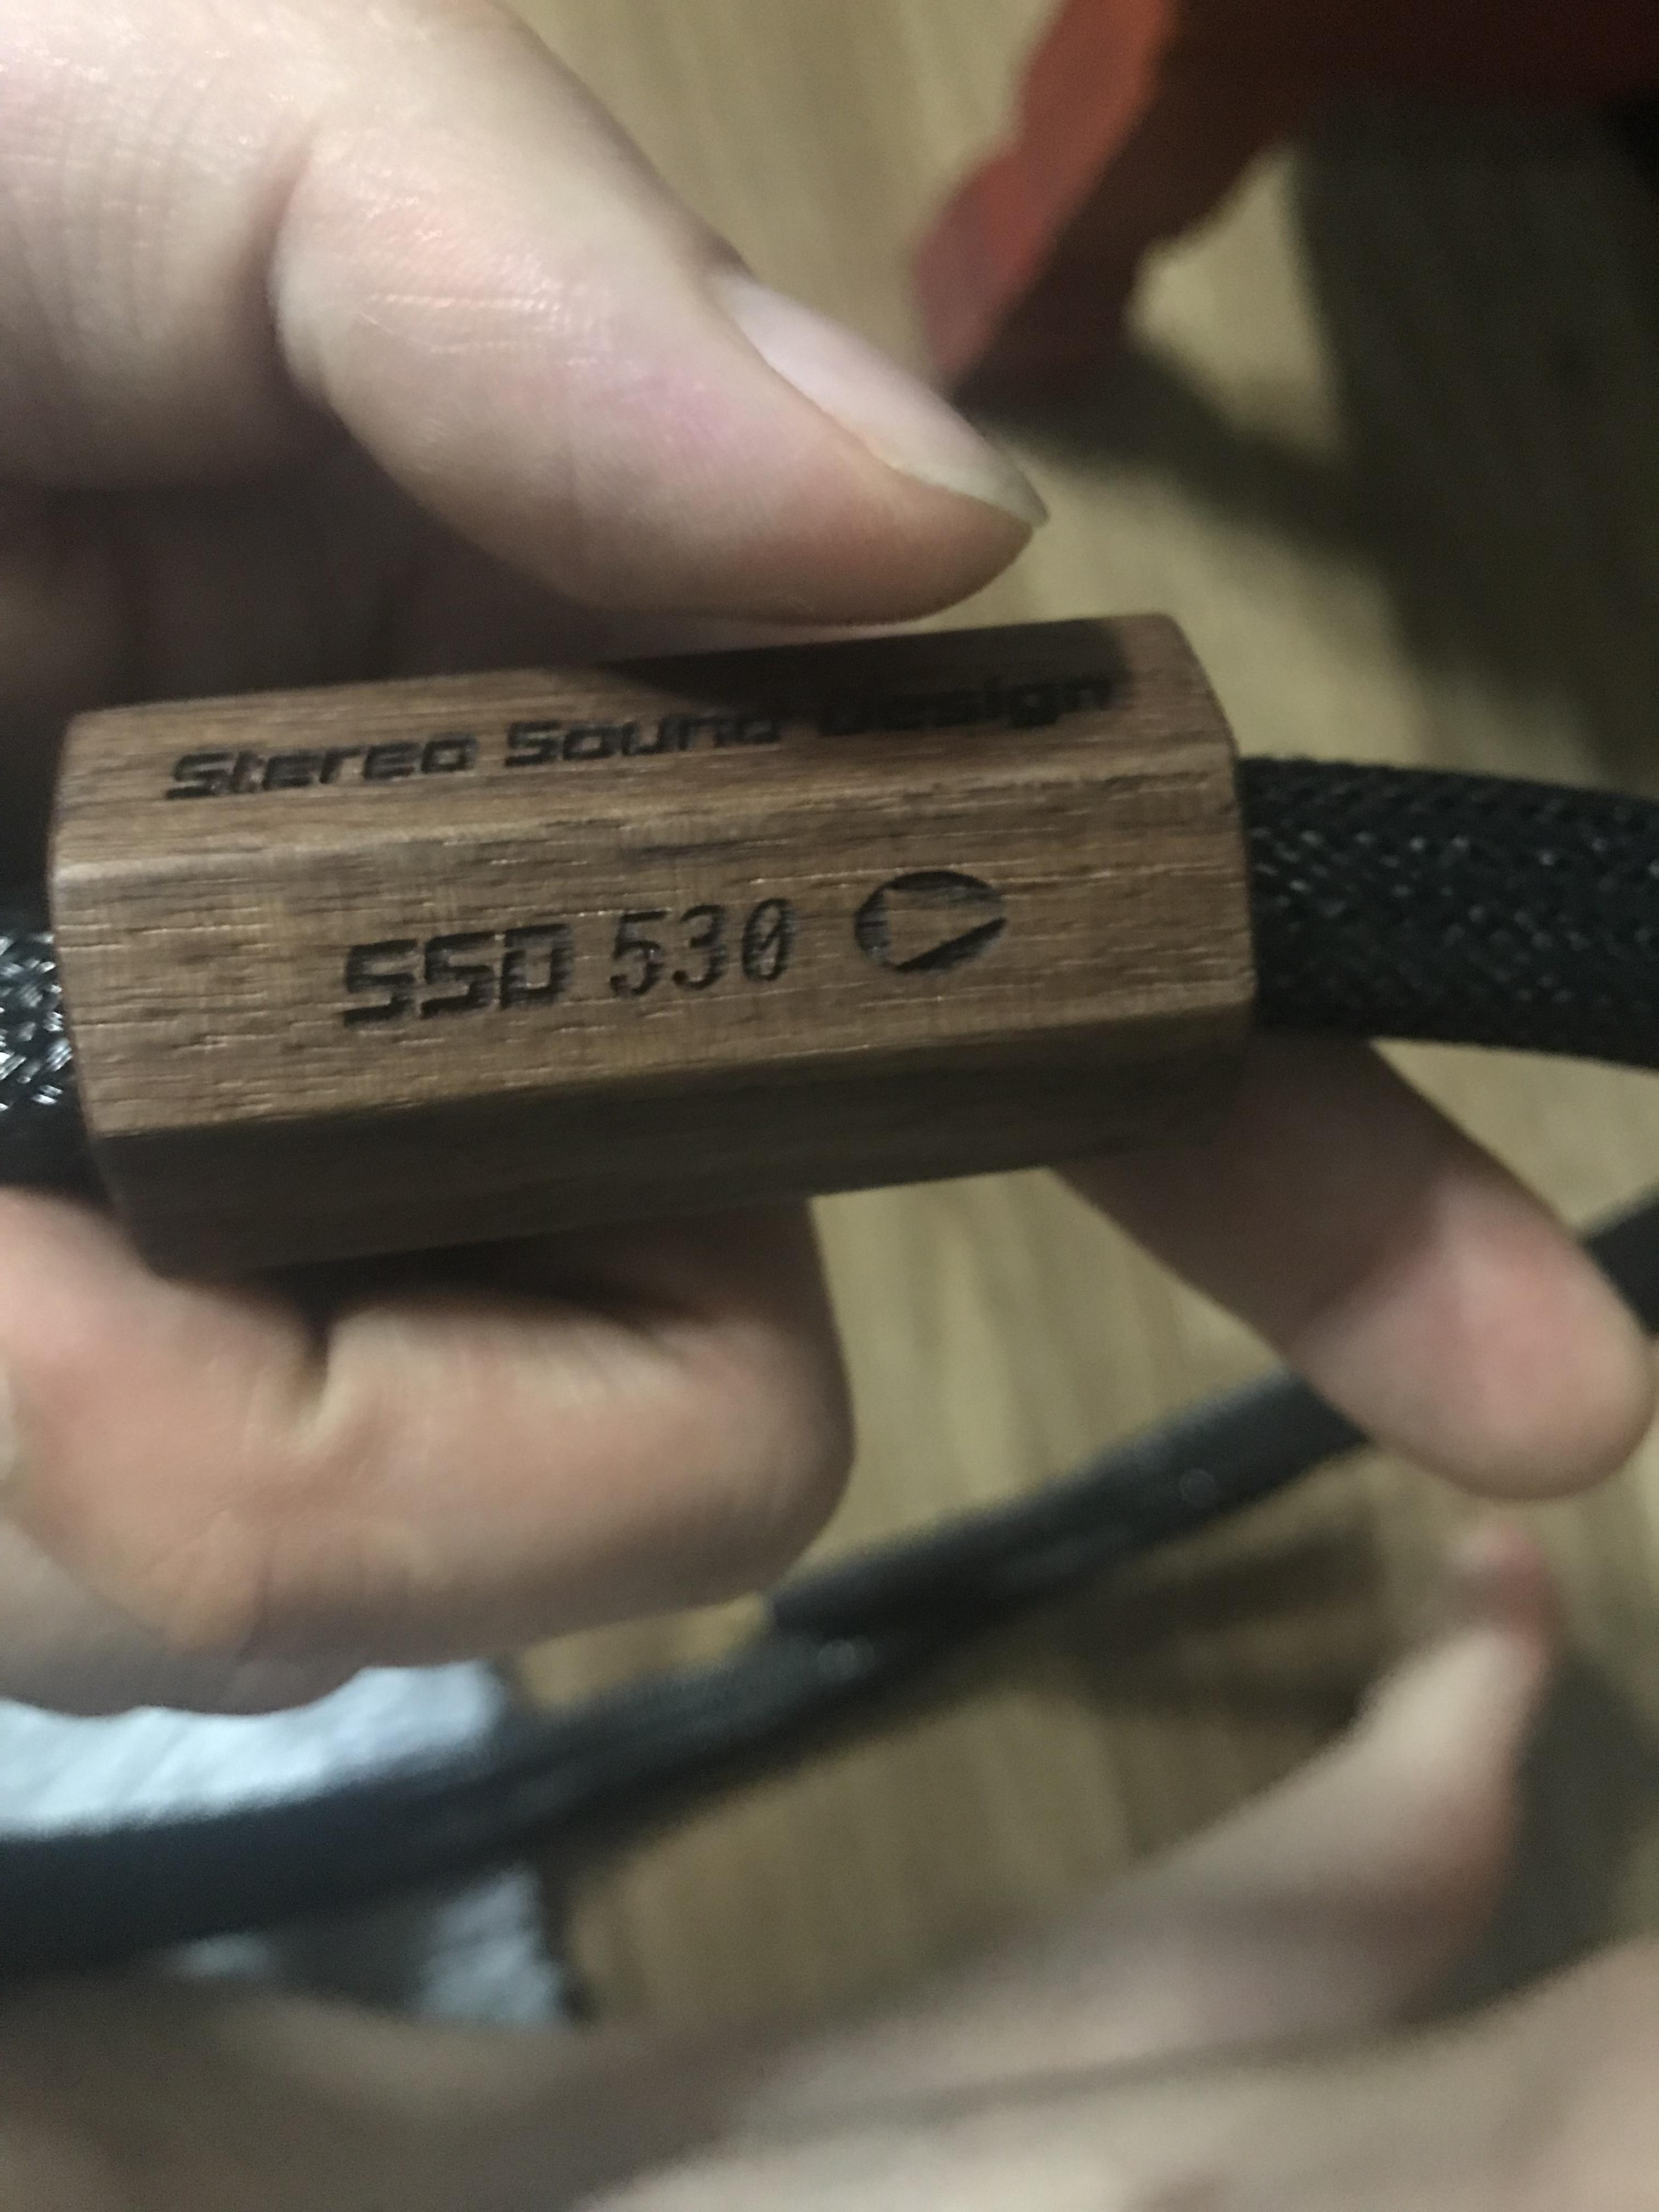 Stereo Sound design
SSD 530